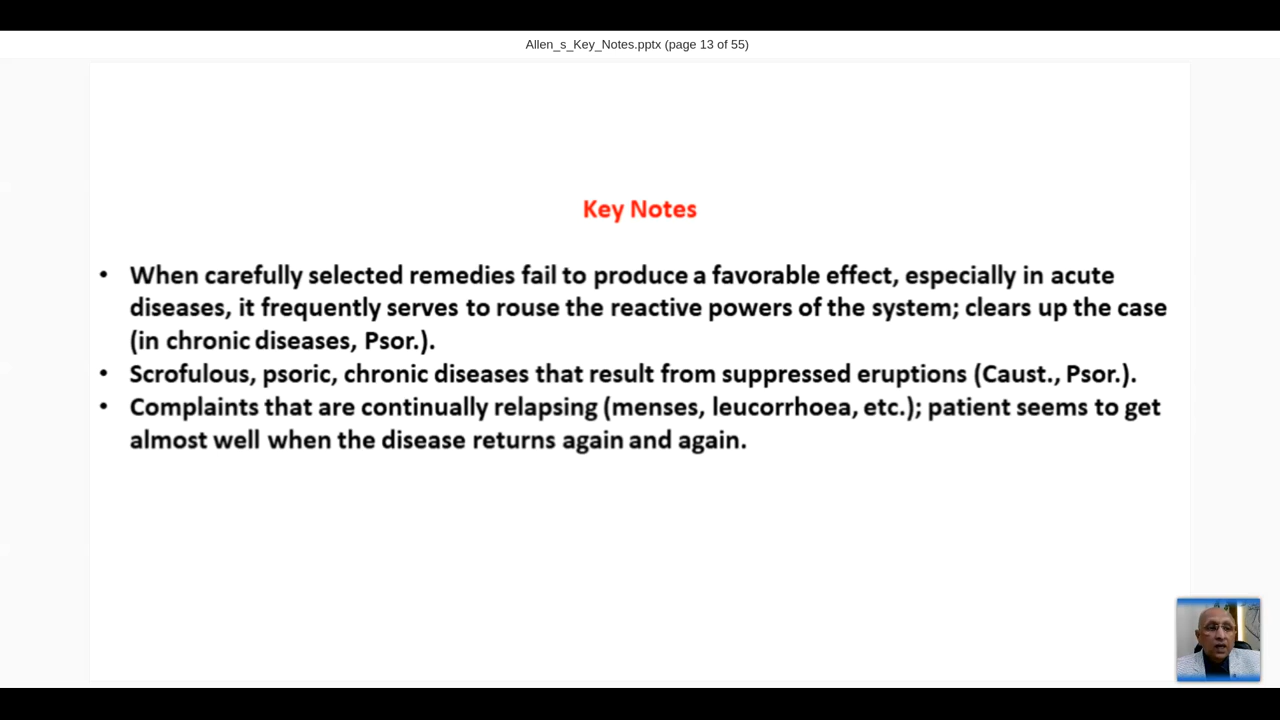 Allen_s_Key_Notes.pptx (page 13 of 55)
Key Notes
• When carefully selected remedies fail to produce a favorable effect, especially in acute
diseases, it frequently serves to rouse the reactive powers of the system; clears up the case
(in chronic diseases, Psor.).
• Scrofulous, psoric, chronic diseases that result from suppressed eruptions (Caust., Psor.).
• Complaints that are continually relapsing (menses, leucorrhoea, etc.); patient seems to get
almost well when the disease returns again and again.